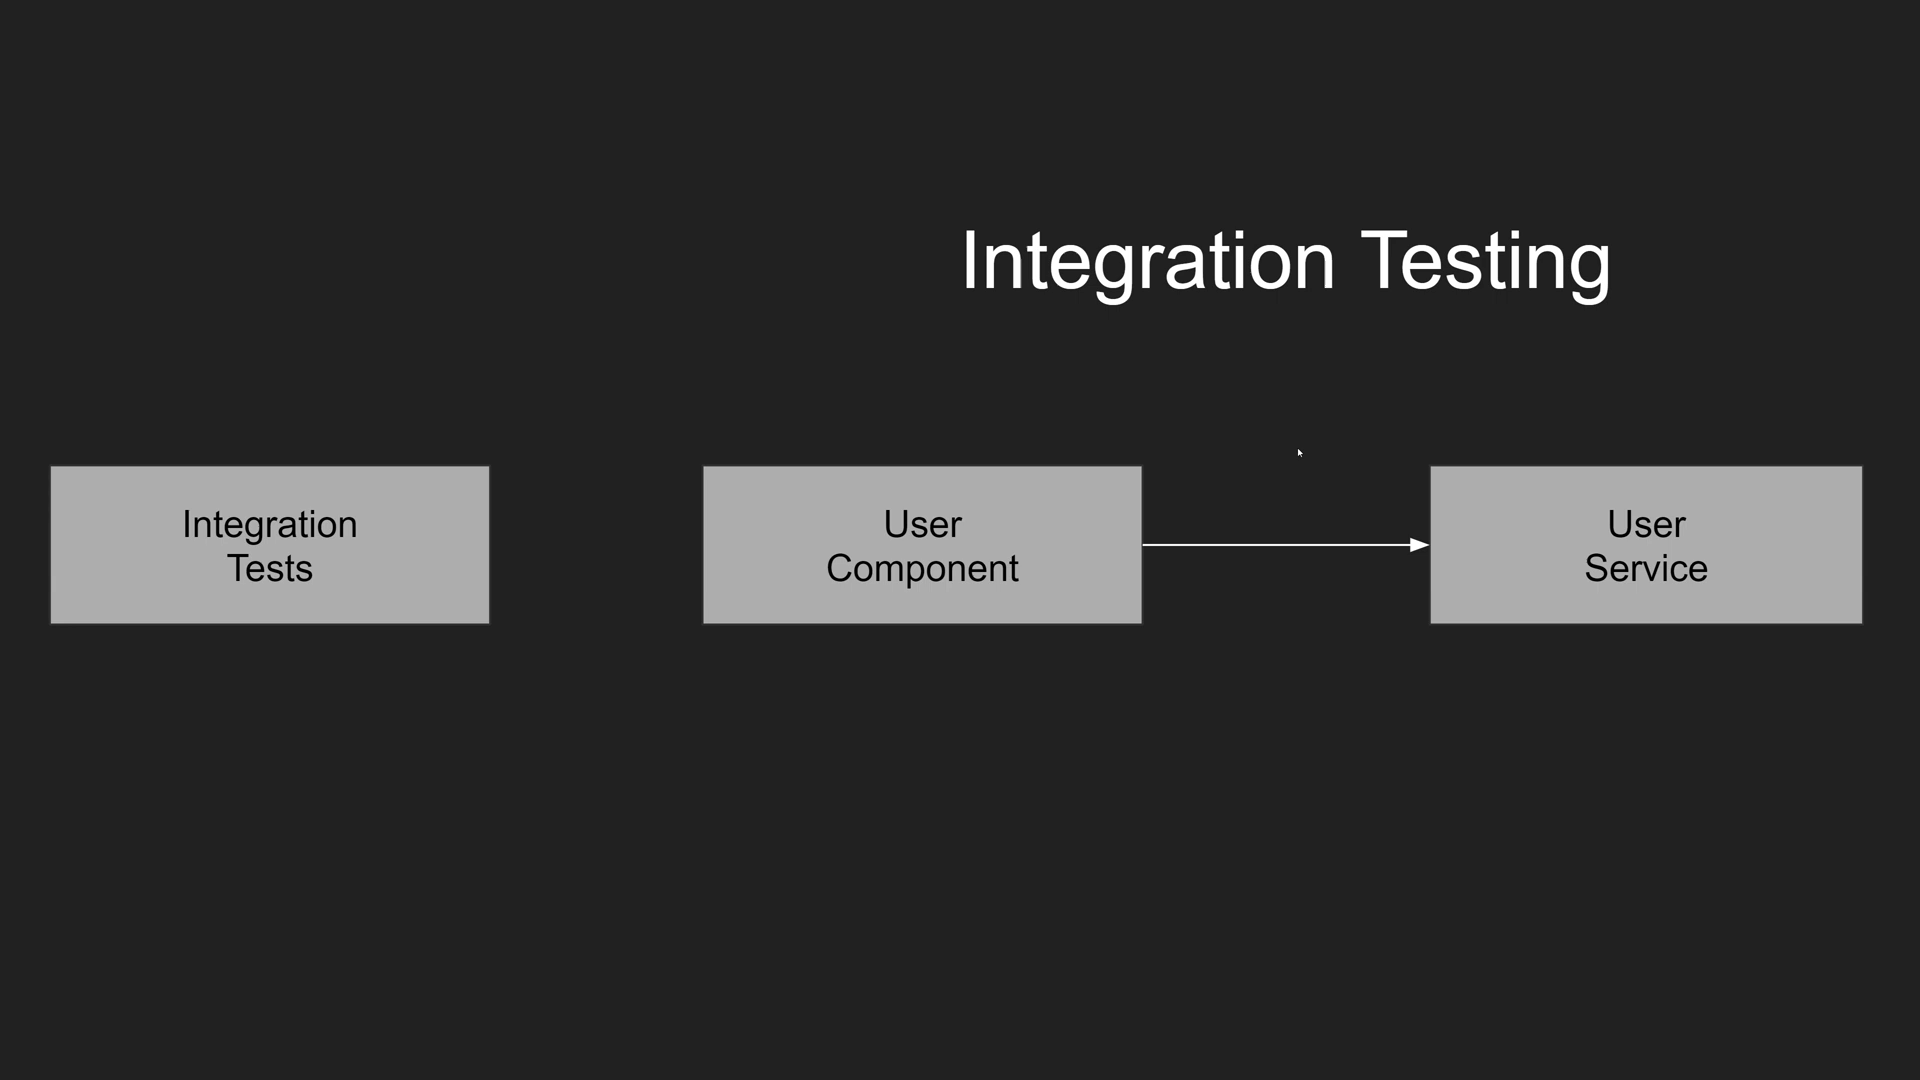 Integration Testing
Integration
Tests
User
Component
User
Service